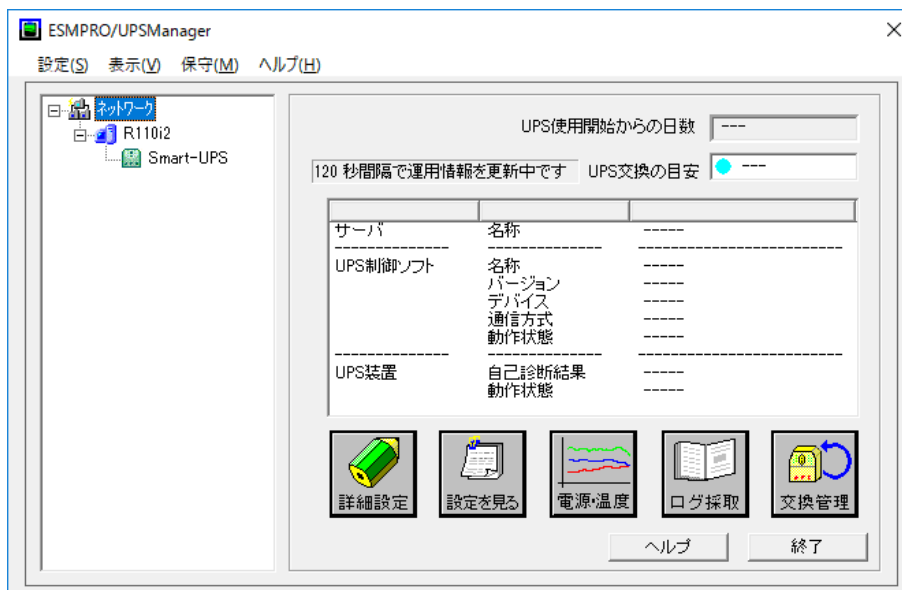 ESMPRO/UPSManager
設定(S) 表示(V) 保守(M) ヘルプ(H)
ネットワーク
R110i2
Smart-UPS
UPS使用開始からの日数 ---
120 秒間隔で運用情報を更新中です UPS交換の目安 ---
サーバ 名称 -----
-------------- -------------- -------------------------
UPS制御ソフト 名称 -----
バージョン -----
デバイス -----
通信方式 -----
動作状態 -----
-------------- -------------- -------------------------
UPS装置 自己診断結果 -----
動作状態 -----
詳細設定 設定を見る 電源・温度 ログ採取 交換管理
ヘルプ 終了